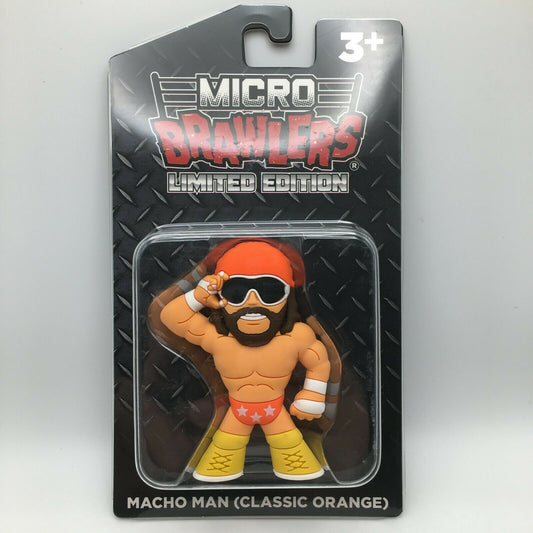 3+
MICRO
BRAWLERS®
LIMITED EDITION
MACHO MAN (CLASSIC ORANGE)